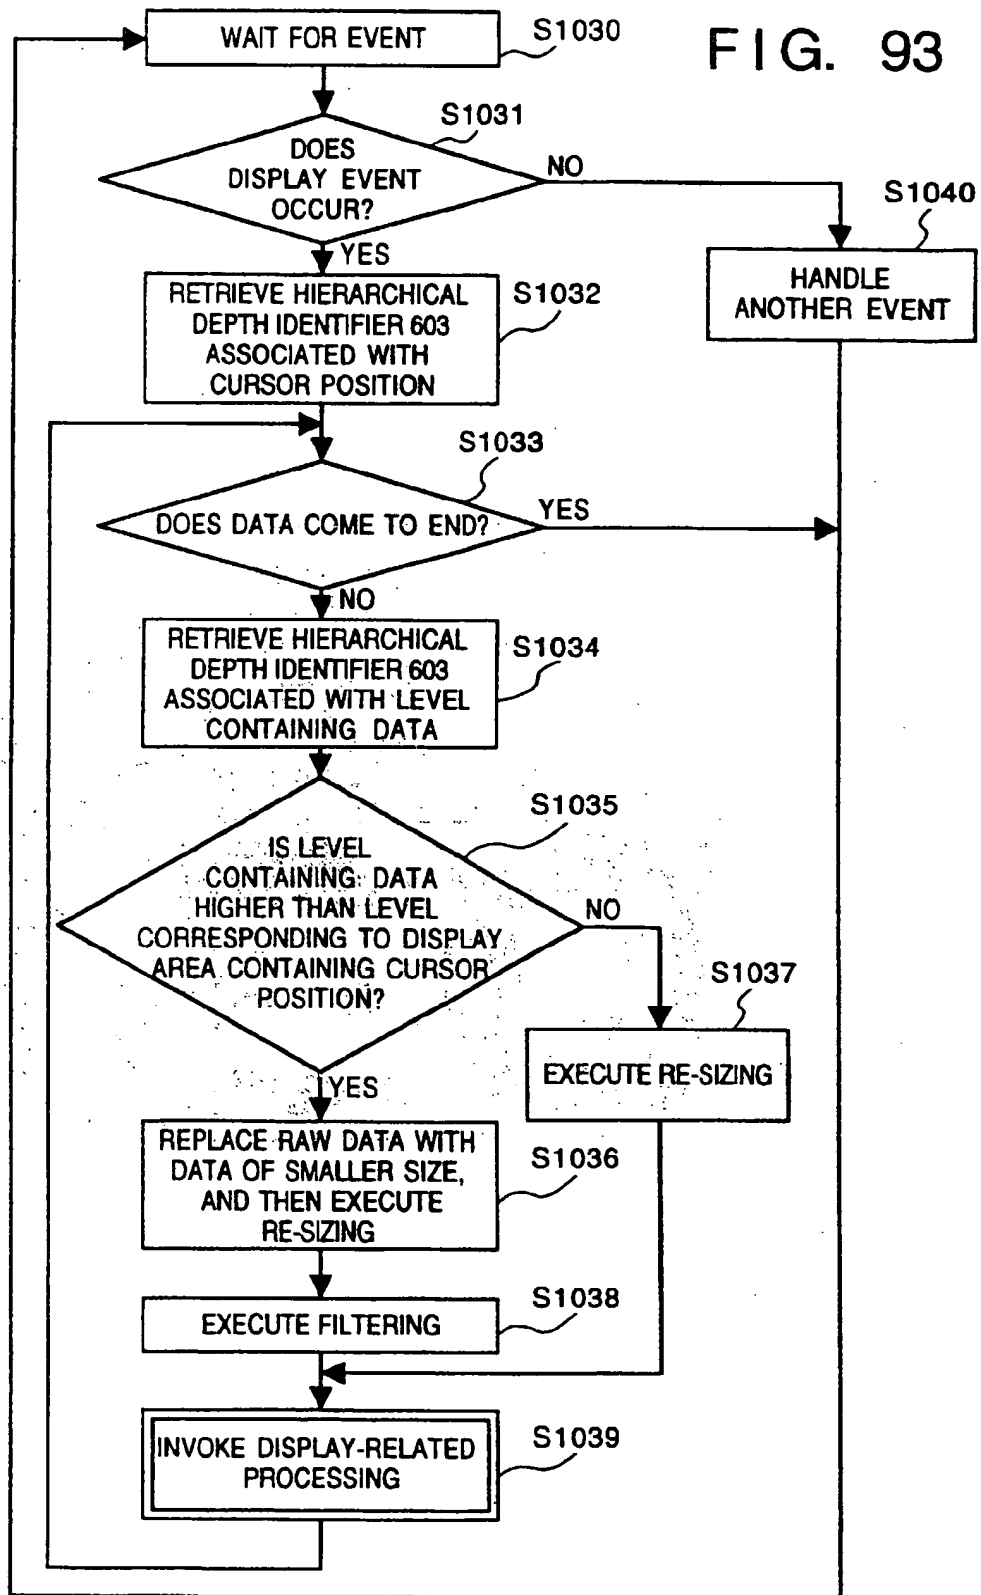 FIG. 93
WAIT FOR EVENT
S1030
S1031
DOES
DISPLAY EVENT
OCCUR?
NO
YES
S1040
HANDLE
ANOTHER EVENT
RETRIEVE HIERARCHICAL
DEPTH IDENTIFIER 603
ASSOCIATED WITH
CURSOR POSITION
S1032
S1033
DOES DATA COME TO END?
YES
NO
RETRIEVE HIERARCHICAL
DEPTH IDENTIFIER 603
ASSOCIATED WITH LEVEL
CONTAINING DATA
S1034
S1035
IS LEVEL
CONTAINING DATA
HIGHER THAN LEVEL
CORRESPONDING TO DISPLAY
AREA CONTAINING CURSOR
POSITION?
NO
YES
S1037
EXECUTE RE-SIZING
REPLACE RAW DATA WITH
DATA OF SMALLER SIZE,
AND THEN EXECUTE
RE-SIZING
S1036
EXECUTE FILTERING
S1038
INVOKE DISPLAY-RELATED
PROCESSING
S1039